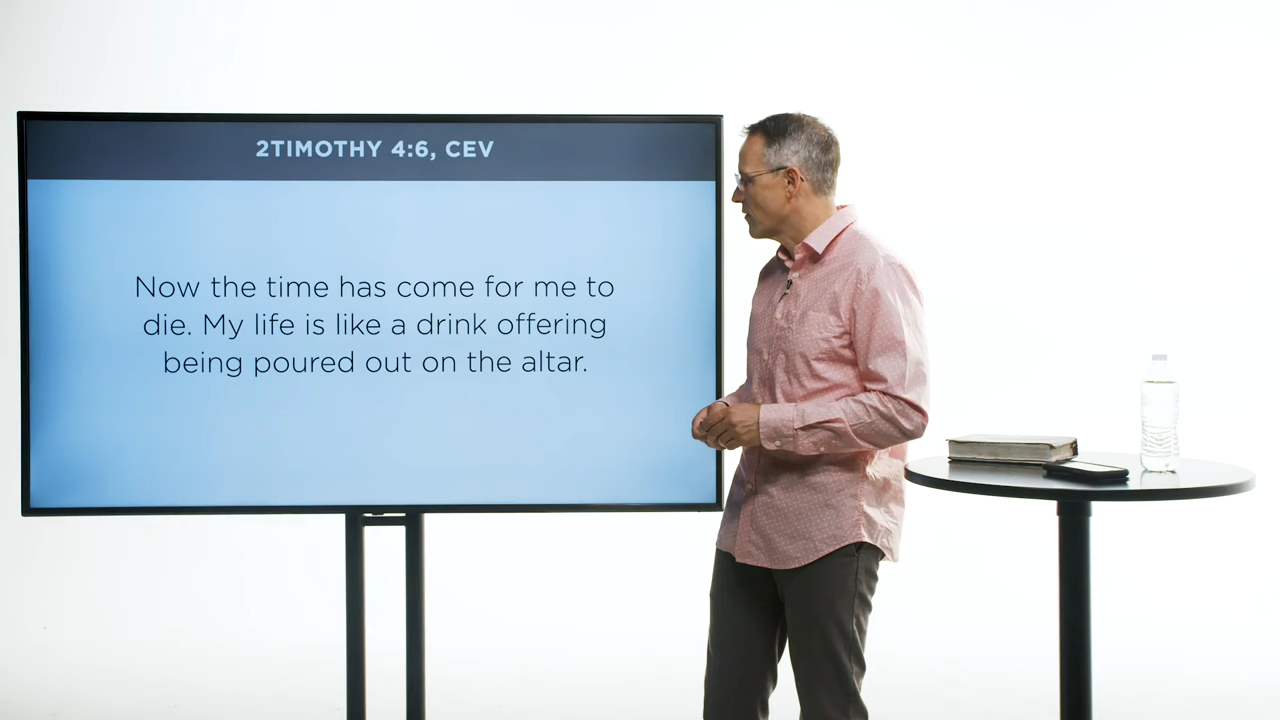 2TIMOTHY 4:6, CEV
Now the time has come for me to
die. My life is like a drink offering
being poured out on the altar.